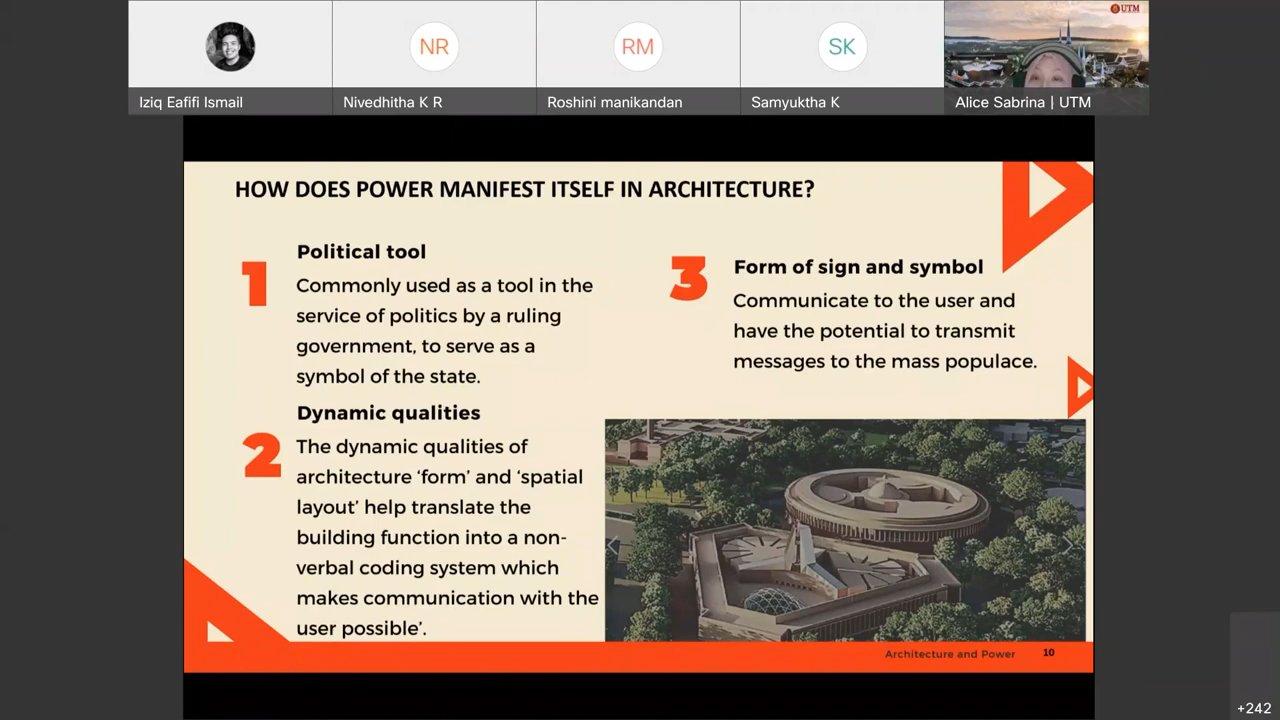 UTM
NR
RM
SK
Iziq Eafifi Ismail
Nivedhitha K R
Roshini manikandan
Samyuktha K
Alice Sabrina | UTM
HOW DOES POWER MANIFEST ITSELF IN ARCHITECTURE?
1
Political tool
Commonly used as a tool in the
service of politics by a ruling
government, to serve as a
symbol of the state.
2
Dynamic qualities
The dynamic qualities of
architecture ‘form’ and ‘spatial
layout’ help translate the
building function into a non-
verbal coding system which
makes communication with the
user possible’.
3
Form of sign and symbol
Communicate to the user and
have the potential to transmit
messages to the mass populace.
Architecture and Power 10
+242